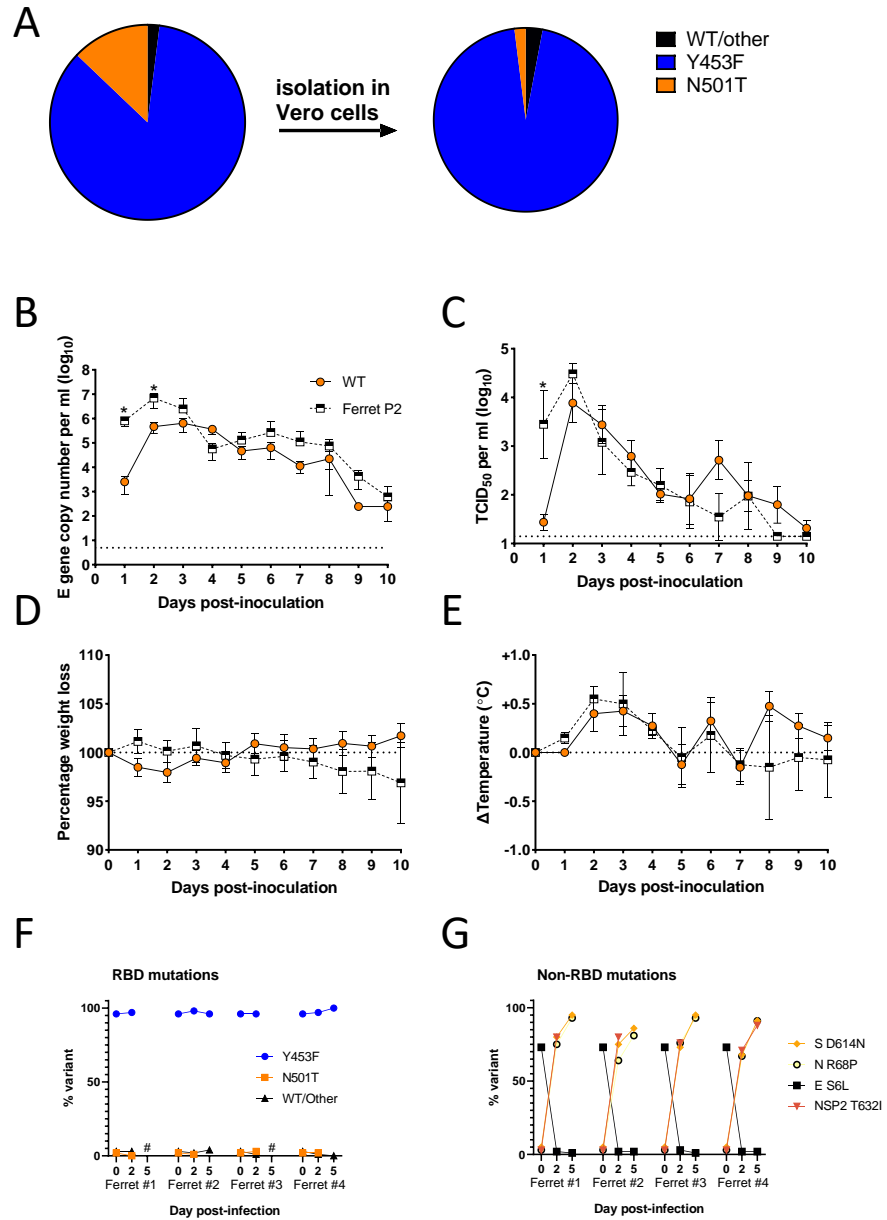 A
isolation in
Vero cells
WT/other
Y453F
N501T
B
E gene copy number per ml (log10)
8
7
6
5
4
3
2
1
0
* *
WT
Ferret P2
0 1 2 3 4 5 6 7 8 9 10
Days post-inoculation
C
TCID50 per ml (log10)
5
4
3
2
1
*
0 1 2 3 4 5 6 7 8 9 10
Days post-inoculation
D
Percentage weight loss
110
105
100
95
90
0 1 2 3 4 5 6 7 8 9 10
Days post-inoculation
E
ΔTemperature (°C)
+1.0
+0.5
0.0
-0.5
-1.0
0 1 2 3 4 5 6 7 8 9 10
Days post-inoculation
F
RBD mutations
% variant
100
50
0
Y453F
N501T
WT/Other
# #
0 2 5 0 2 5 0 2 5 0 2 5
Ferret #1 Ferret #2 Ferret #3 Ferret #4
Day post-infection
G
Non-RBD mutations
% variant
100
50
0
S D614N
N R68P
E S6L
NSP2 T632I
0 2 5 0 2 5 0 2 5 0 2 5
Ferret #1 Ferret #2 Ferret #3 Ferret #4
Day post-infection